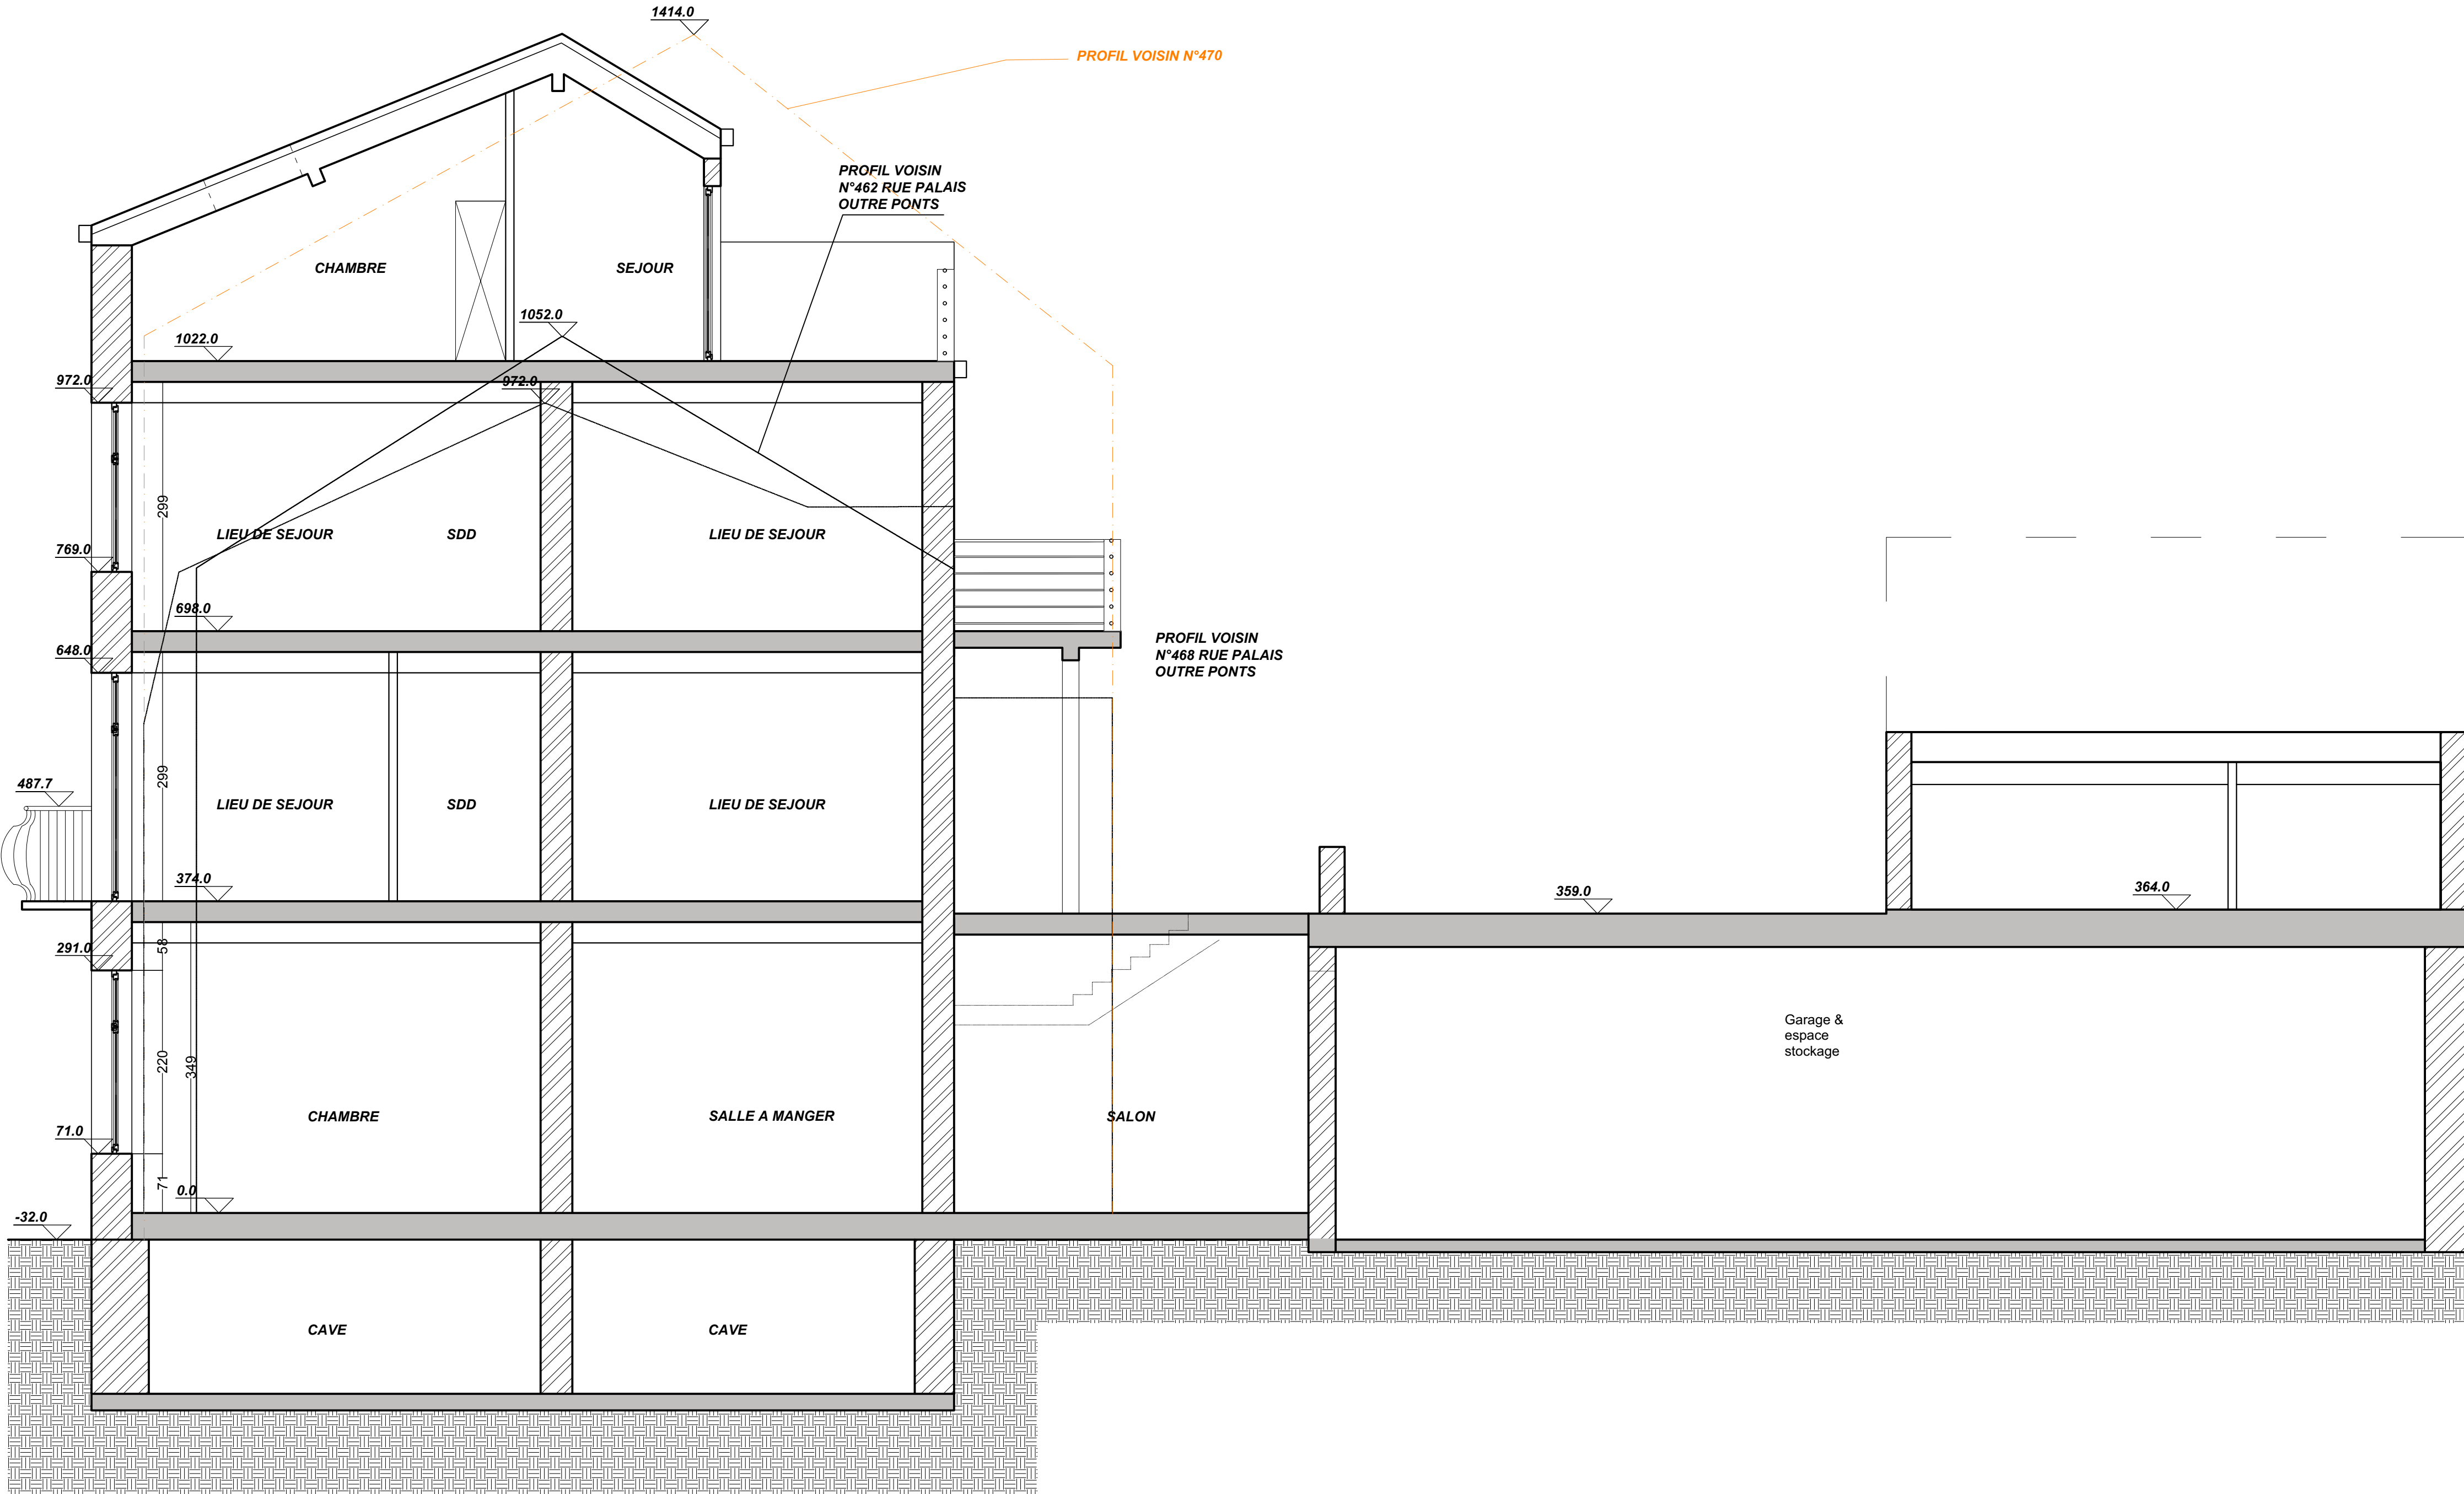 1414.0
PROFIL VOISIN N°470
PROFIL VOISIN
N°462 RUE PALAIS
OUTRE PONTS
CHAMBRE
SEJOUR
1052.0
1022.0
972.0
972.0
299
LIEU DE SEJOUR
SDD
LIEU DE SEJOUR
769.0
698.0
648.0
PROFIL VOISIN
N°468 RUE PALAIS
OUTRE PONTS
299
487.7
LIEU DE SEJOUR
SDD
LIEU DE SEJOUR
374.0
359.0
364.0
58
291.0
220
349
Garage &
espace
stockage
CHAMBRE
SALLE A MANGER
SALON
71.0
71
0.0
-32.0
CAVE
CAVE